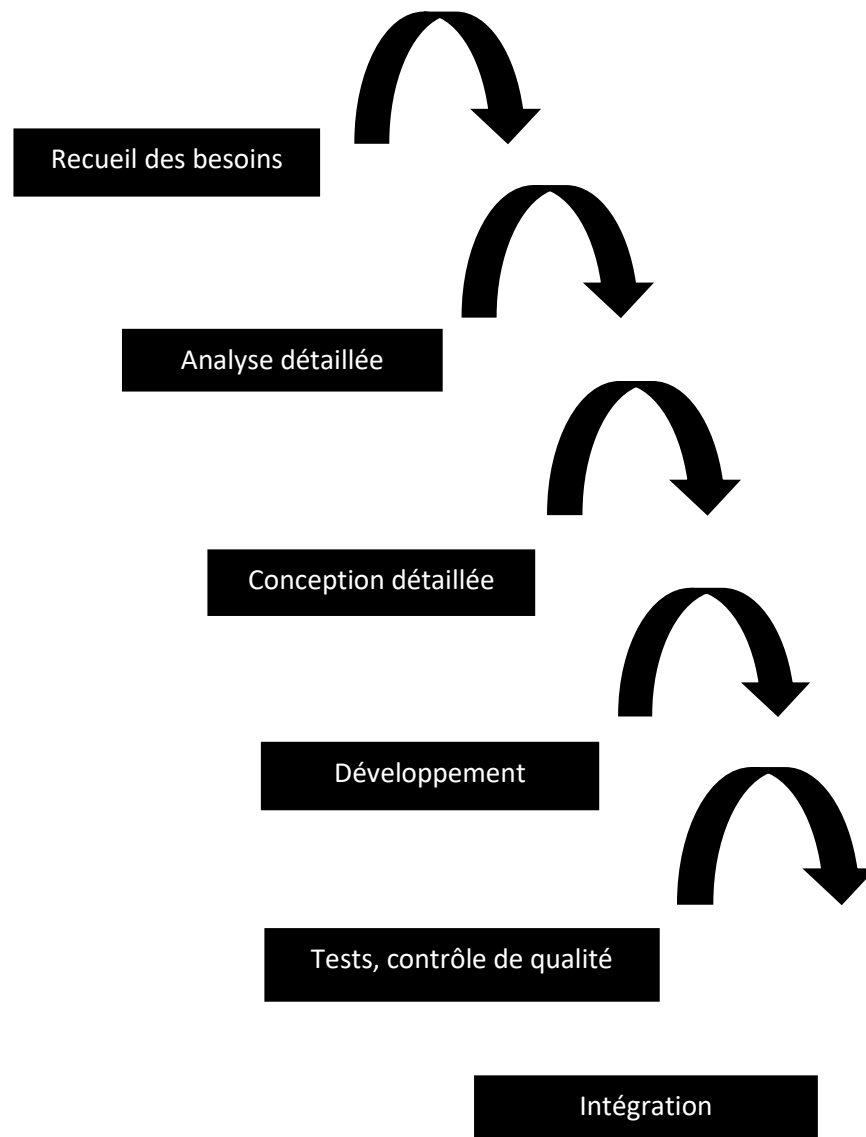 Recueil des besoins
Analyse détaillée
Conception détaillée
Développement
Tests, contrôle de qualité
Intégration